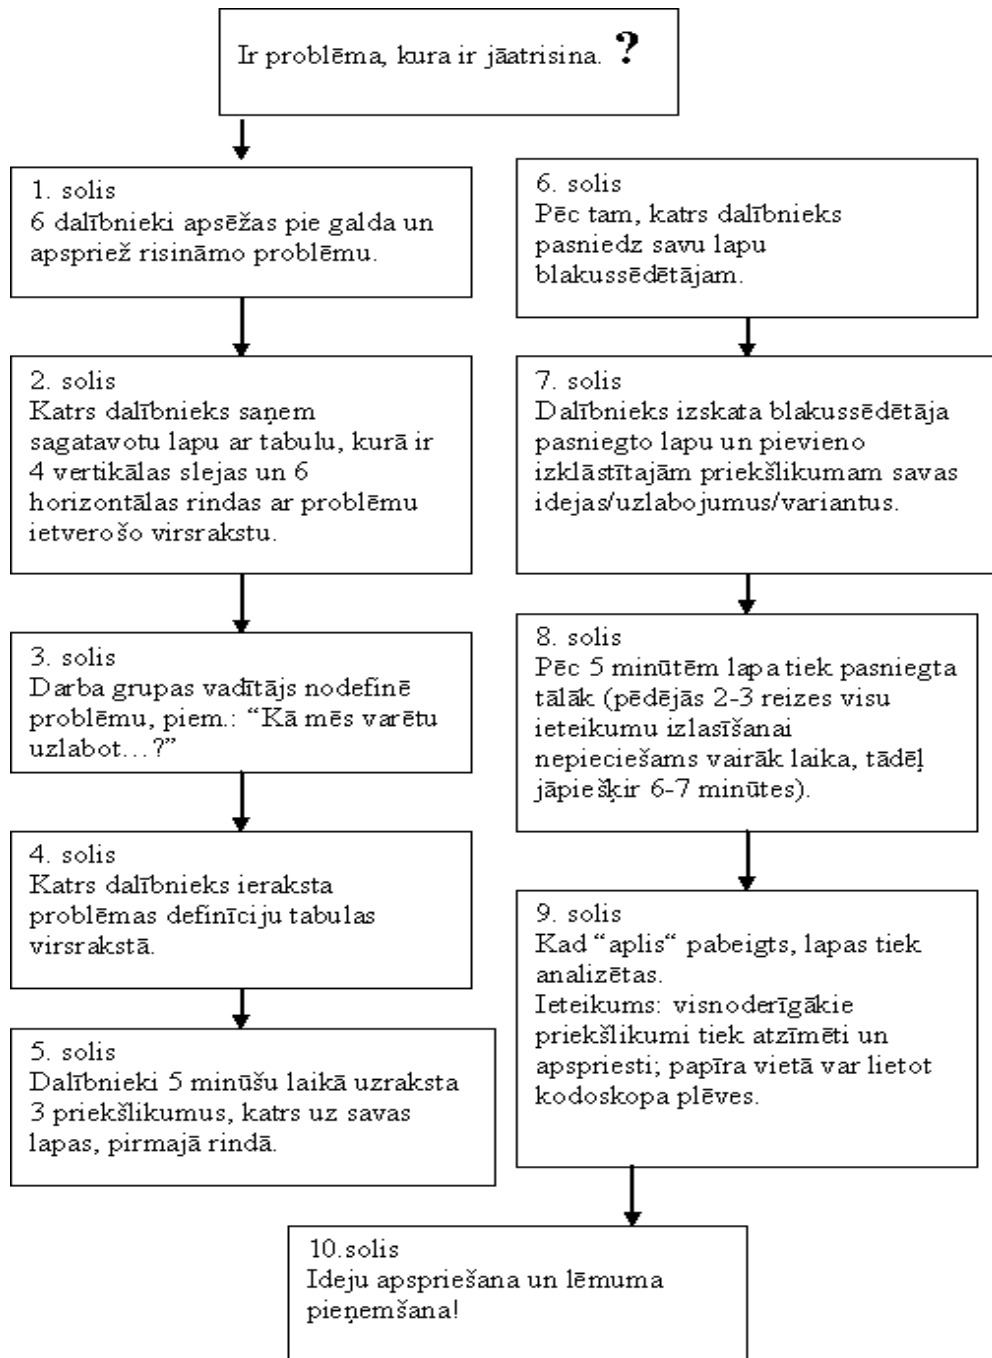 Ir problēma, kura ir jāatrisina. ?
1. solis
6 dalībnieki apsēžas pie galda un
apspriež risināmo problēmu.
2. solis
Katrs dalībnieks saņem
sagatavotu lapu ar tabulu, kurā ir
4 vertikālas slejas un 6
horizontālas rindas ar problēmu
ietverošo virsrakstu.
3. solis
Darba grupas vadītājs nodefinē
problēmu, piem.: “Kā mēs varētu
uzlabot…?”
4. solis
Katrs dalībnieks ieraksta
problēmas definīciju tabulas
virsrakstā.
5. solis
Dalībnieki 5 minūšu laikā uzraksta
3 priekšlikumus, katrs uz savas
lapas, pirmajā rindā.
6. solis
Pēc tam, katrs dalībnieks
pasniedz savu lapu
blakussēdētājam.
7. solis
Dalībnieks izskata blakussēdētāja
pasniegto lapu un pievieno
izklāstītajām priekšlikumam savas
idejas/uzlabojumus/variantus.
8. solis
Pēc 5 minūtēm lapa tiek pasniegta
tālāk (pēdējās 2-3 reizes visu
ieteikumu izlasīšanai
nepieciešams vairāk laika, tādēļ
jāpiešķir 6-7 minūtes).
9. solis
Kad “aplis“ pabeigts, lapas tiek
analizētas.
Ieteikums: visnoderīgākie
priekšlikumi tiek atzīmēti un
apspriesti; papīra vietā var lietot
kodoskopa plēves.
10.solis
Ideju apspriešana un lēmuma
pieņemšana!